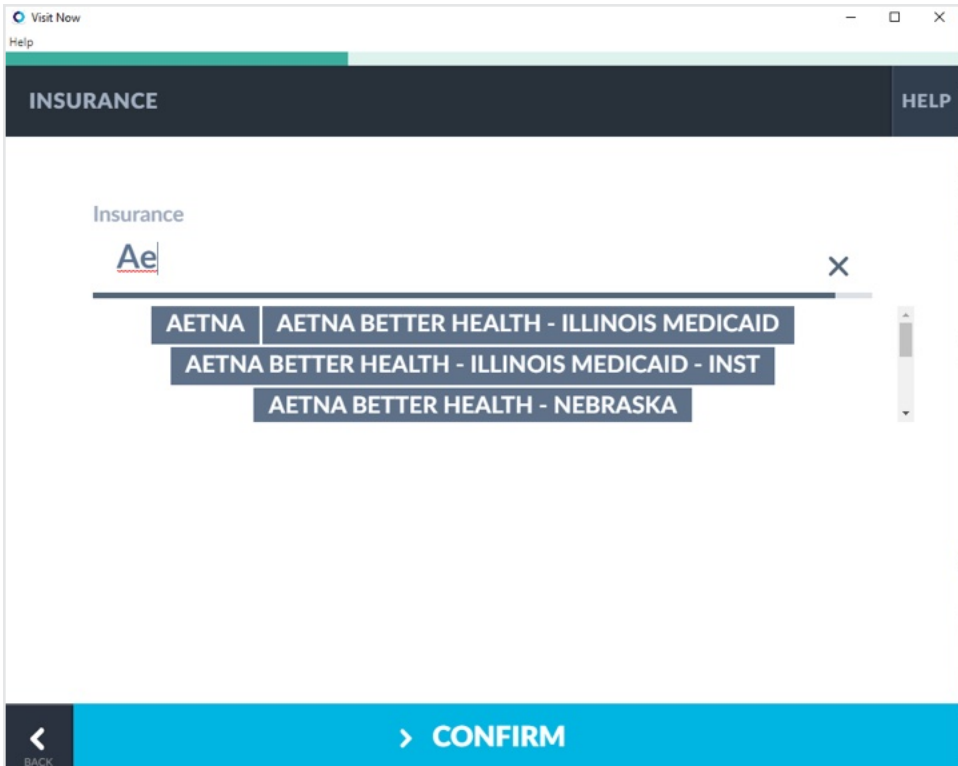 Visit Now
Help
INSURANCE
HELP
Insurance
Ae
AETNA
AETNA BETTER HEALTH - ILLINOIS MEDICAID
AETNA BETTER HEALTH - ILLINOIS MEDICAID - INST
AETNA BETTER HEALTH - NEBRASKA
CONFIRM
BACK